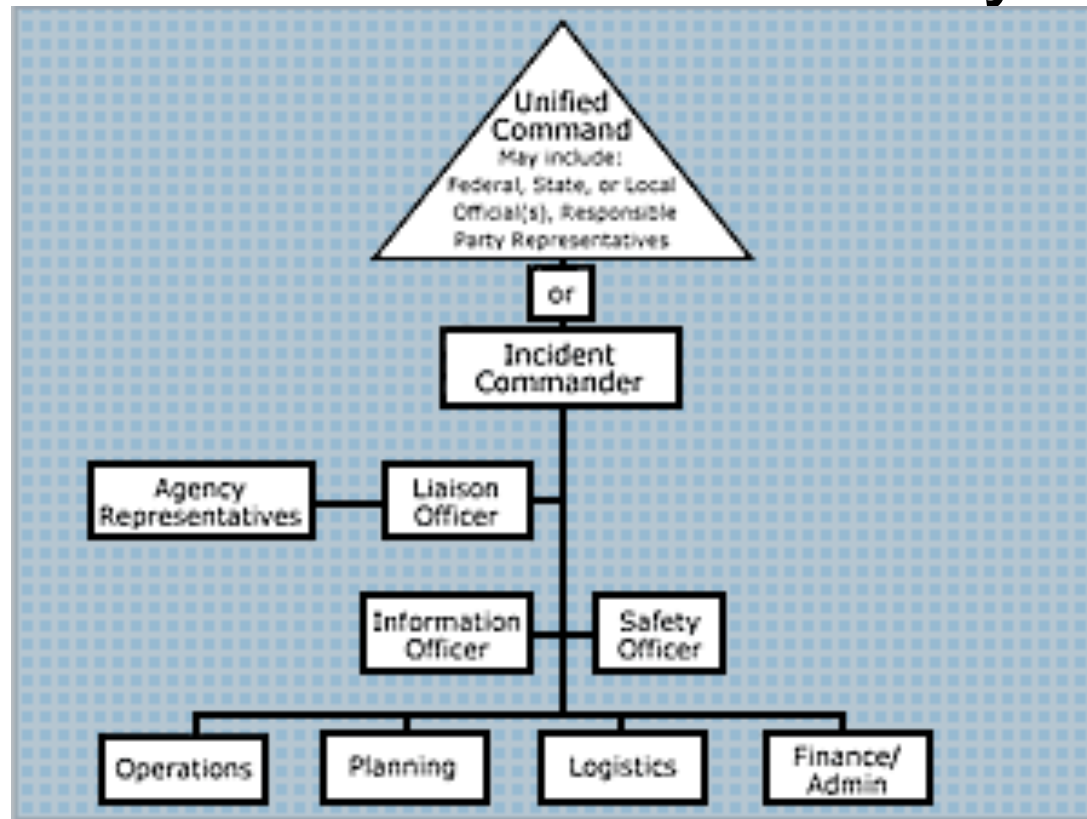 Unified
Command
May include:
Federal, State, or Local
Official(s), Responsible
Party Representatives
or
Incident
Commander
Agency
Representatives
Liaison
Officer
Information
Officer
Safety
Officer
Operations
Planning
Logistics
Finance/
Admin